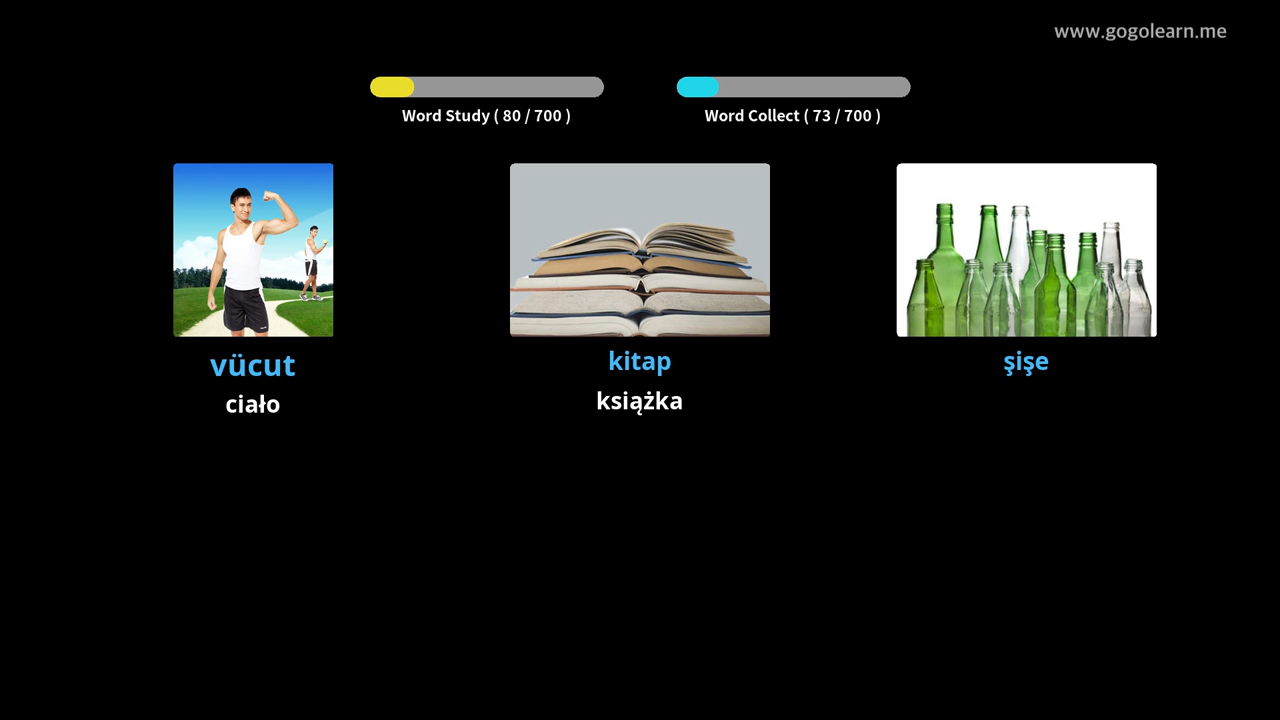 www.gogolearn.me
Word Study ( 80 / 700 )
Word Collect ( 73 / 700 )
vücut
ciało
kitap
książka
şişe